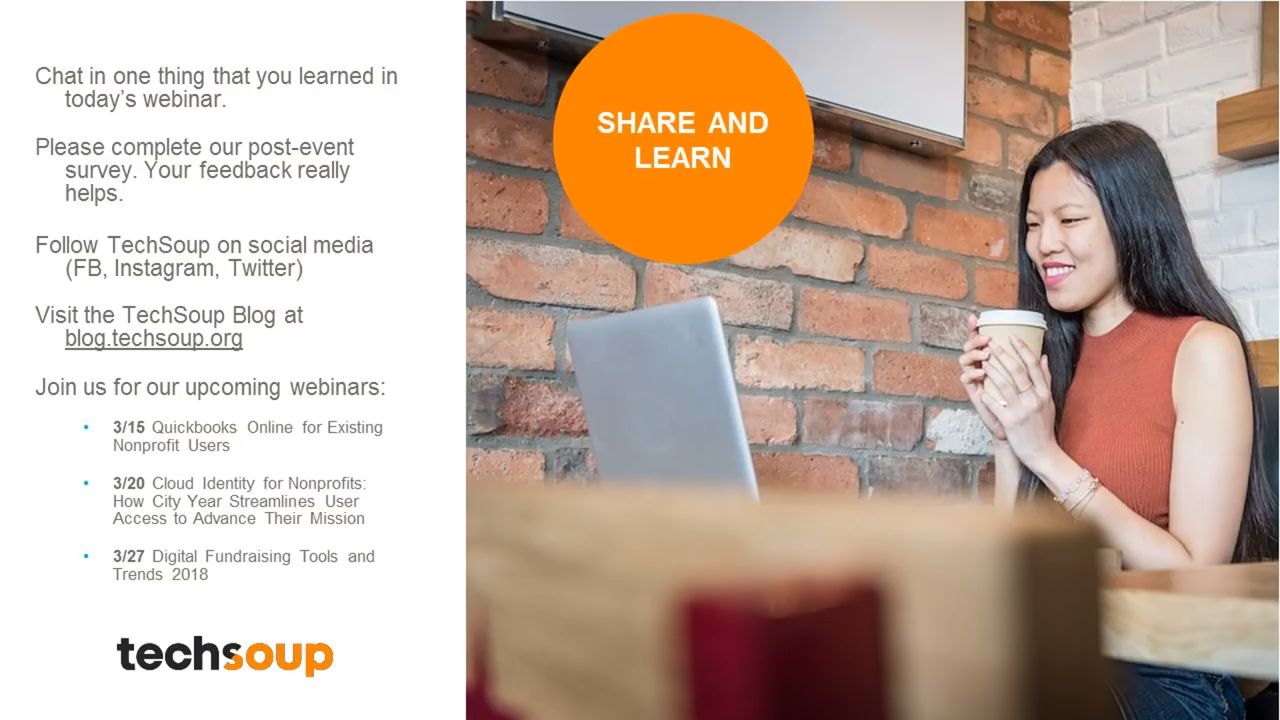 Chat in one thing that you learned in
today’s webinar.
Please complete our post-event
survey. Your feedback really
helps.
Follow TechSoup on social media
(FB, Instagram, Twitter)
Visit the TechSoup Blog at
blog.techsoup.org
Join us for our upcoming webinars:
• 3/15 Quickbooks Online for Existing
Nonprofit Users
• 3/20 Cloud Identity for Nonprofits:
How City Year Streamlines User
Access to Advance Their Mission
• 3/27 Digital Fundraising Tools and
Trends 2018
techsoup
SHARE AND
LEARN